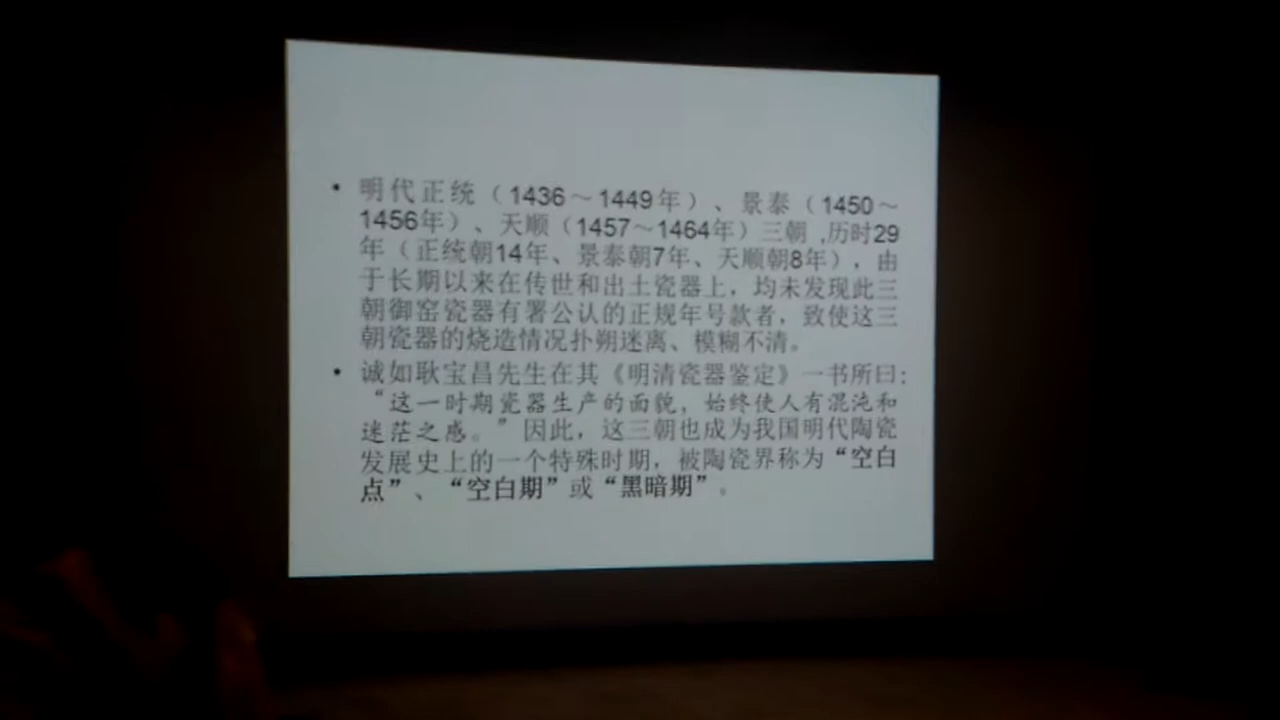 • 明代正统（1436～1449年）、景泰（1450～
1456年）、天顺（1457～1464年）三朝,历时29
年（正统朝14年、景泰朝7年、天顺朝8年），由
于长期以来在传世和出土瓷器上，均未发现此三
朝御窑瓷器有署公认的正规年号款者，致使这三
朝瓷器的烧造情况扑朔迷离、模糊不清。
• 诚如耿宝昌先生在其《明清瓷器鉴定》一书所曰：
“这一时期瓷器生产的面貌，始终使人有混沌和
迷茫之感。”因此，这三朝也成为我国明代陶瓷
发展史上的一个特殊时期，被陶瓷界称为“空白
点”、“空白期”或“黑暗期”。